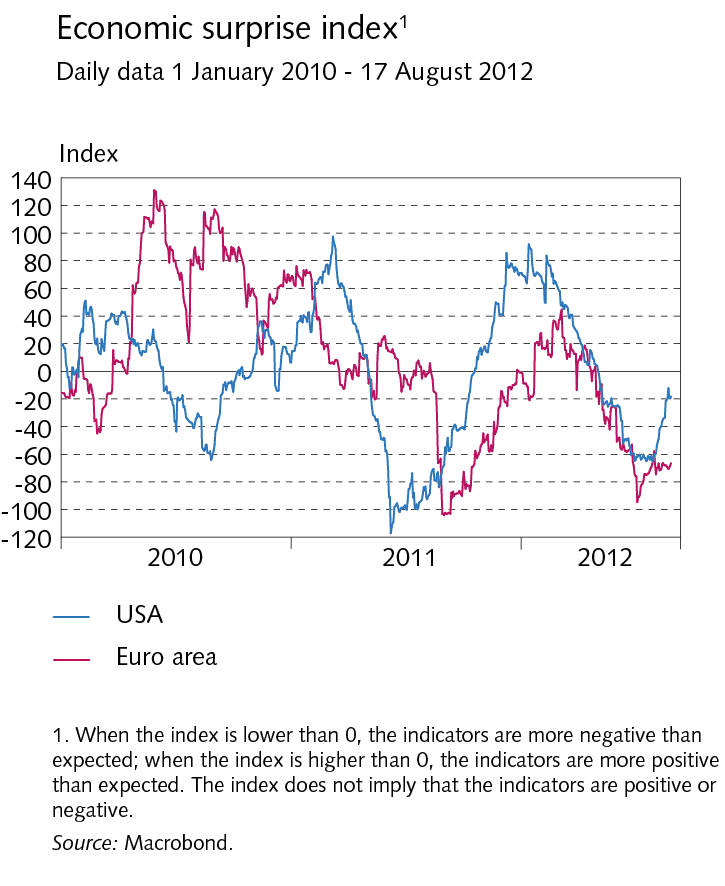 Economic surprise index¹
Daily data 1 January 2010 - 17 August 2012
Index
140
120
100
80
60
40
20
0
-20
-40
-60
-80
-100
-120
2010 2011 2012
USA
Euro area
1. When the index is lower than 0, the indicators are more negative than
expected; when the index is higher than 0, the indicators are more positive
than expected. The index does not imply that the indicators are positive or
negative.
Source: Macrobond.